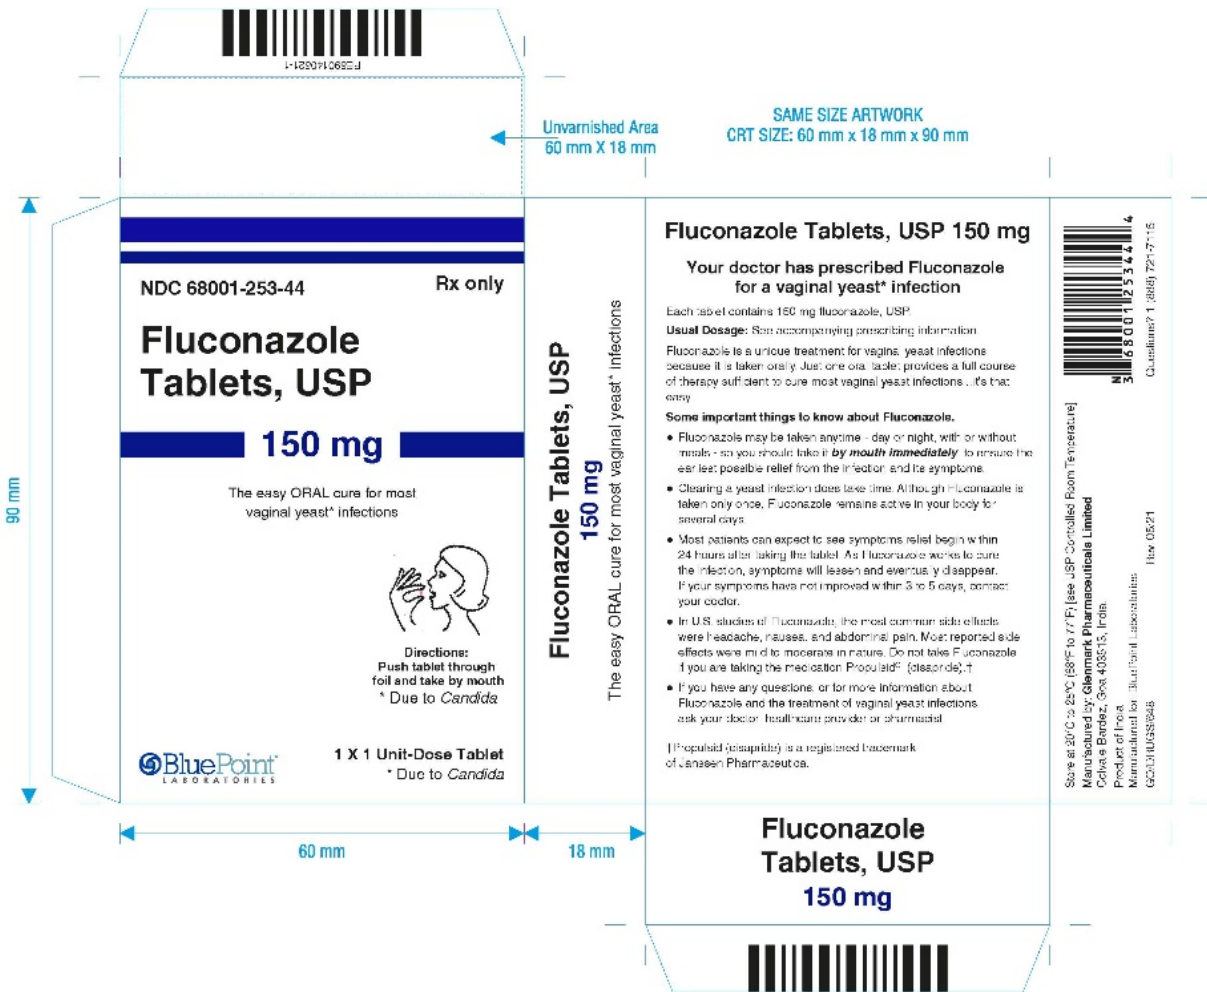 PE690140621-1
Unvarnished Area
60 mm X 18 mm
SAME SIZE ARTWORK
CRT SIZE: 60 mm x 18 mm x 90 mm
90 mm
NDC 68001-253-44
Rx only
Fluconazole
Tablets, USP
150 mg
The easy ORAL cure for most
vaginal yeast* infections
Directions:
Push tablet through
foil and take by mouth
* Due to Candida
BluePoint
LABORATORIES
1 X 1 Unit-Dose Tablet
* Due to Candida
60 mm
18 mm
Fluconazole Tablets, USP
150 mg
The easy ORAL cure for most vaginal yeast* infections
Fluconazole Tablets, USP 150 mg
Your doctor has prescribed Fluconazole
for a vaginal yeast* infection
Each tablet contains 150 mg fluconazole, USP.
Usual Dosage: See accompanying prescribing information
Fluconazole is a unique treatment for vaginal yeast infections
because it is taken orally. Just one oral tablet provides a full course
of therapy sufficient to cure most vaginal yeast infections...it's that
easy
Some important things to know about Fluconazole.
● Fluconazole may be taken anytime - day or night, with or without
meals - so you should take it by mouth immediately to ensure the
earliest possible relief from the infection and its symptoms.
● Clearing a yeast infection does take time. Although Fluconazole is
taken only once, Fluconazole remains active in your body for
several days
● Most patients can expect to see symptoms relief begin within
24 hours after taking the tablet. As Fluconazole works to cure
the infection, symptoms will lessen and eventually disappear.
If your symptoms have not improved within 3 to 5 days, contact
your doctor.
● In U.S. studies of Fluconazole, the most common side effects
were headache, nausea, and abdominal pain. Most reported side
effects were mild to moderate in nature. Do not take Fluconazole
if you are taking the medication Propulsid® (cisapride).†
● If you have any questions, or for more information about
Fluconazole and the treatment of vaginal yeast infections
ask your doctor, healthcare provider or pharmacist
†Propulsid (cisapride) is a registered trademark
of Janssen Pharmaceutica.
Fluconazole
Tablets, USP
150 mg
N
3 68001 25344 4
Questions? 1 (888) 721-7115
Store at 20°C to 25°C (68°F to 77°F) [see USP Controlled Room Temperature]
Manufactured by: Glenmark Pharmaceuticals Limited
Colvale Bardez, Goa 403513, India
Product of India
Manufactured for: BluePoint Laboratories
GO/DRUGS/648
Rev. 05/21